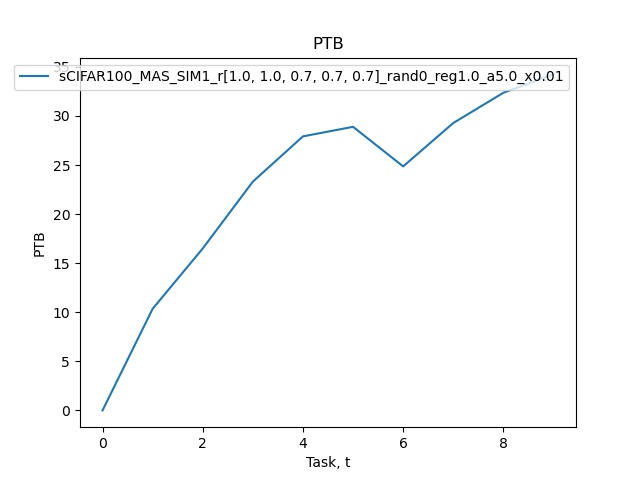 PTB
35
sCIFAR100_MAS_SIM1_r[1.0, 1.0, 0.7, 0.7, 0.7]_rand0_reg1.0_a5.0_x0.01
30
25
20
15
10
5
0
PTB
0 2 4 6 8
Task, t